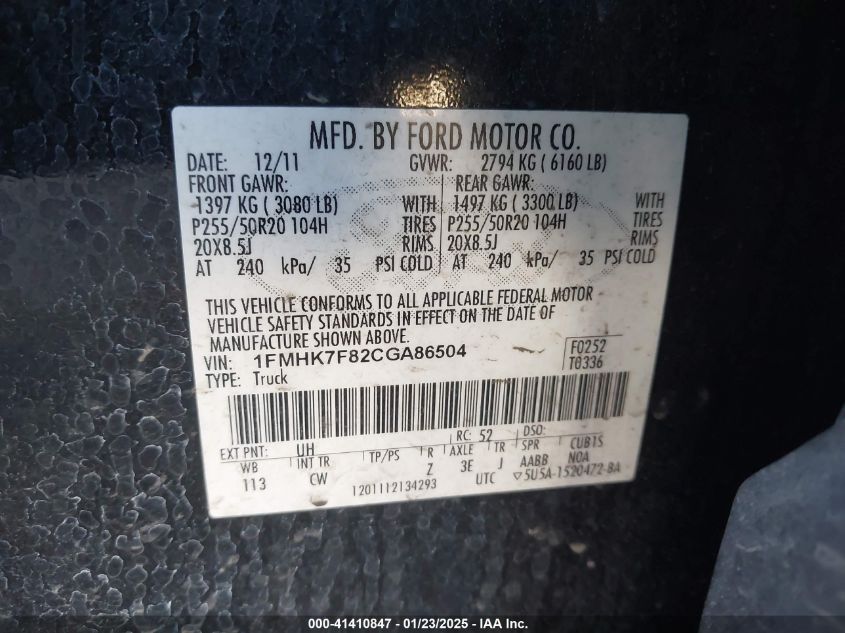 MFD. BY FORD MOTOR CO.
DATE: 12/11 GVWR: 2794 KG ( 6160 LB)
FRONT GAWR: REAR GAWR:
1397 KG ( 3080 LB) WITH 1497 KG ( 3300 LB) WITH
P255/50R20 104H TIRES P255/50R20 104H TIRES
20X8.5J RIMS 20X8.5J RIMS
AT 240 kPa/ 35 PSI COLD AT 240 kPa/ 35 PSI COLD
THIS VEHICLE CONFORMS TO ALL APPLICABLE FEDERAL MOTOR
VEHICLE SAFETY STANDARDS IN EFFECT ON THE DATE OF
MANUFACTURE SHOWN ABOVE.
VIN: 1FMHK7F82CGA86504 F0252
TYPE: Truck T0336
EXT PNT: UH RC: 52 DSO:
WB INT TR TP/PS R AXLE TR SPR CUB1S
113 CW Z 3E J AABB NOA
1201112134293 UTC ▽5U5A-1520472-BA
000-41410847 - 01/23/2025 - IAA Inc.